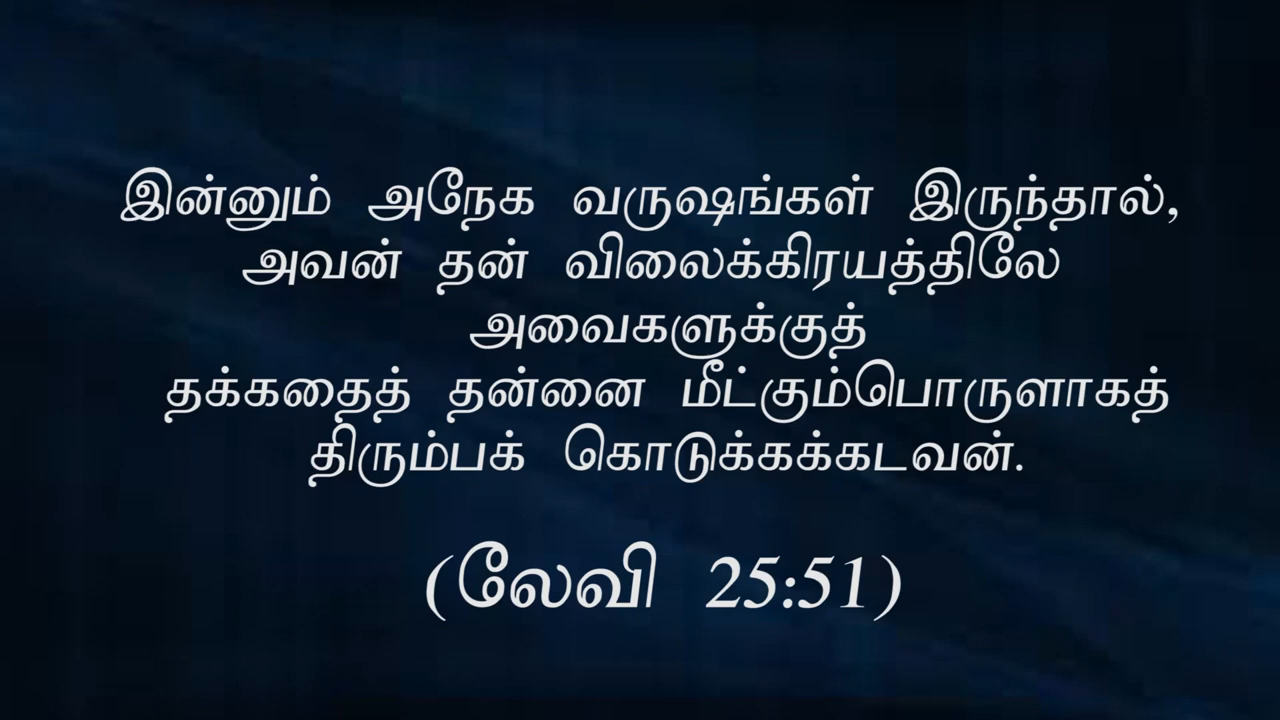 இன்னும் அநேக வருஷங்கள் இருந்தால்,
அவன் தன் விலைக்கிரயத்திலே
அவைகளுக்குத்
தக்கதைத் தன்னை மீட்கும்பொருளாகத்
திரும்பக் கொடுக்கக்கடவன்.
(லேவி 25:51)